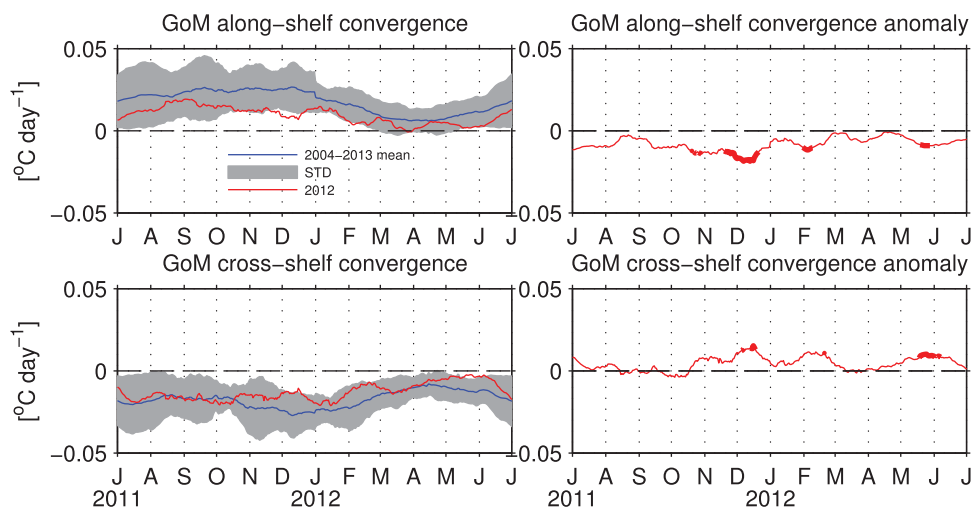 GoM along−shelf convergence
GoM along−shelf convergence anomaly
0.05
0.05
[°C day⁻¹]
0
0
2004−2013 mean
STD
2012
−0.05
−0.05
J A S O N D J F M A M J J
J A S O N D J F M A M J J
GoM cross−shelf convergence
GoM cross−shelf convergence anomaly
0.05
0.05
[°C day⁻¹]
0
0
−0.05
−0.05
J A S O N D J F M A M J J
J A S O N D J F M A M J J
2011 2012
2011 2012